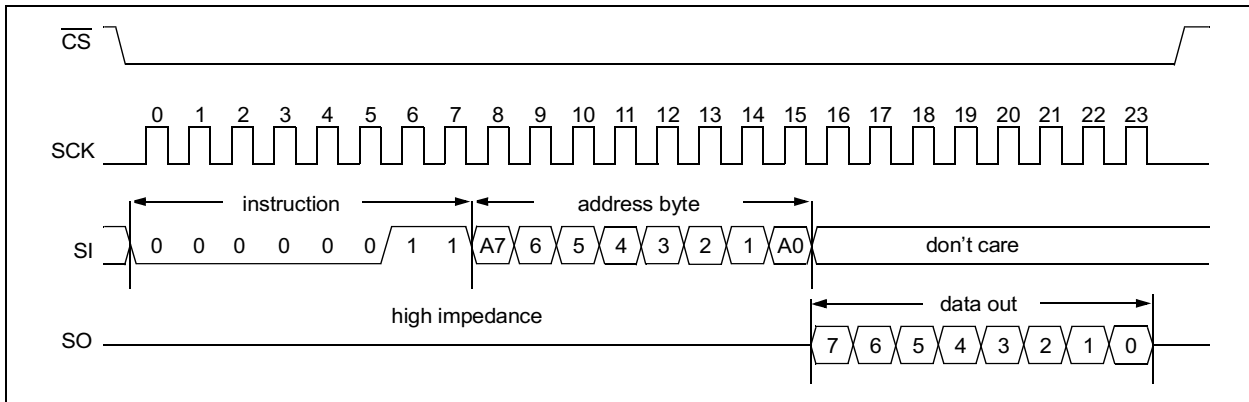 CS
0 1 2 3 4 5 6 7 8 9 10 11 12 13 14 15 16 17 18 19 20 21 22 23
SCK
instruction address byte
SI 0 0 0 0 0 0 1 1 A7 6 5 4 3 2 1 A0 don't care
high impedance data out
SO 7 6 5 4 3 2 1 0